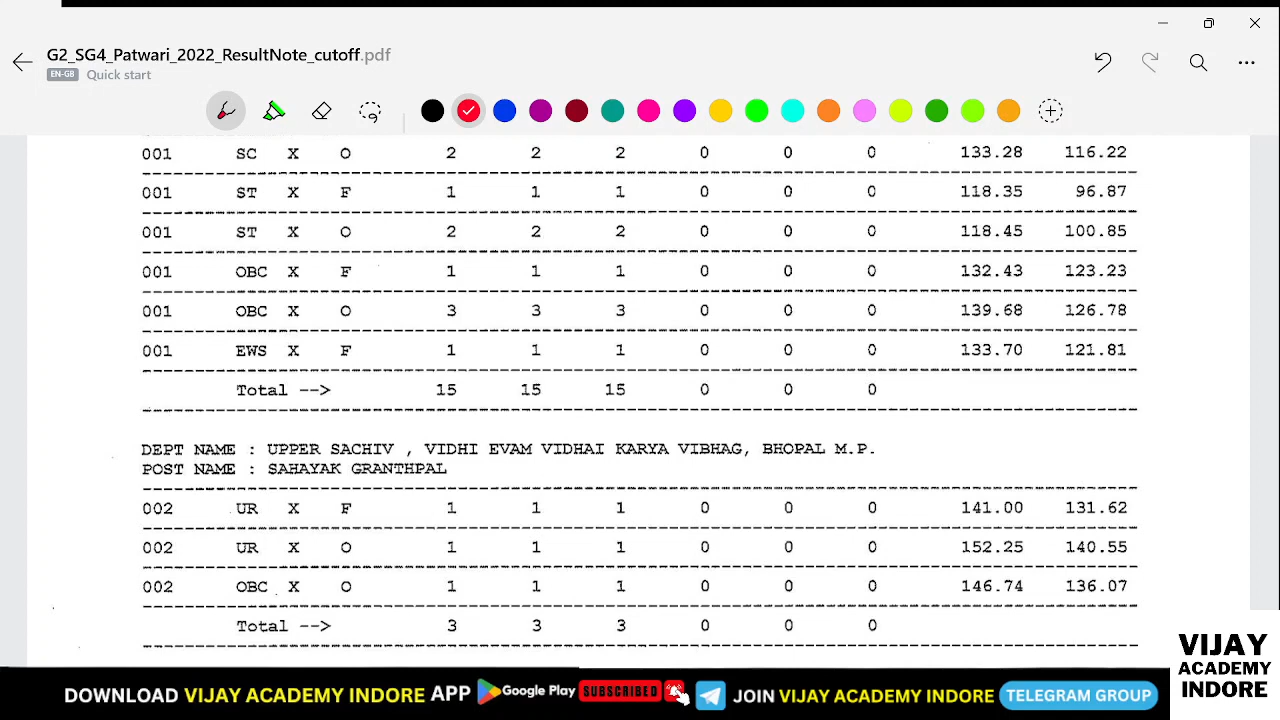 G2_SG4_Patwari_2022_ResultNote_cutoff.pdf
EN-GB Quick start
001 SC X O 2 2 2 0 0 0 133.28 116.22
001 ST X F 1 1 1 0 0 0 118.35 96.87
001 ST X O 2 2 2 0 0 0 118.45 100.85
001 OBC X F 1 1 1 0 0 0 132.43 123.23
001 OBC X O 3 3 3 0 0 0 139.68 126.78
001 EWS X F 1 1 1 0 0 0 133.70 121.81
Total --> 15 15 15 0 0 0
DEPT NAME : UPPER SACHIV , VIDHI EVAM VIDHAI KARYA VIBHAG, BHOPAL M.P.
POST NAME : SAHAYAK GRANTHPAL
002 UR X F 1 1 1 0 0 0 141.00 131.62
002 UR X O 1 1 1 0 0 0 152.25 140.55
002 OBC X O 1 1 1 0 0 0 146.74 136.07
Total --> 3 3 3 0 0 0
VIJAY
ACADEMY
INDORE
DOWNLOAD VIJAY ACADEMY INDORE APP Google Play SUBSCRIBED JOIN VIJAY ACADEMY INDORE TELEGRAM GROUP